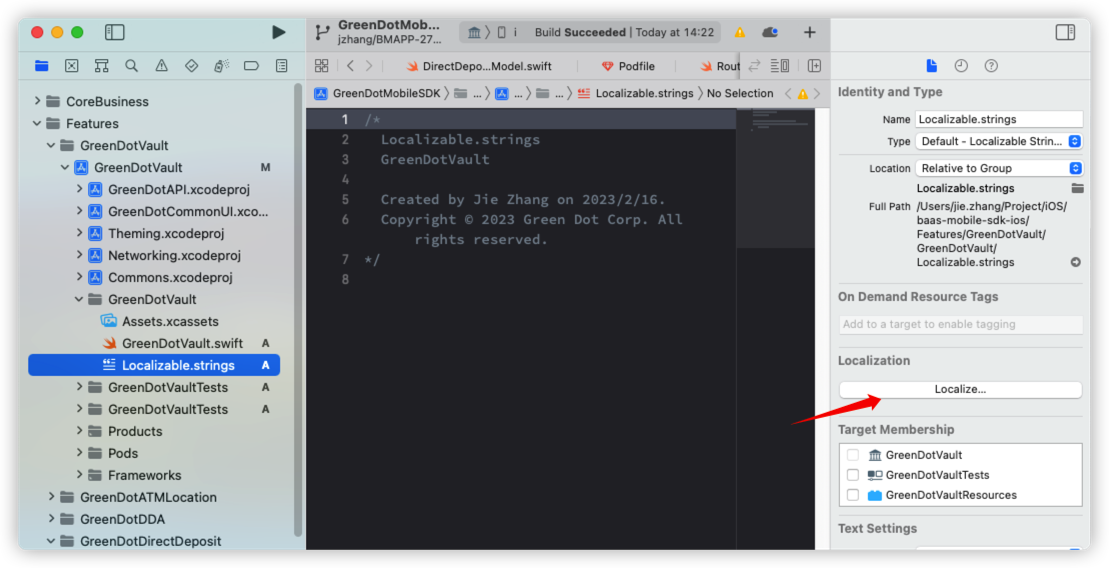 GreenDotMob...
jzhang/BMAPP-27...
i
Build Succeeded | Today at 14:22
DirectDepo...Model.swift
Podfile
Rout
GreenDotMobileSDK
...
...
...
Localizable.strings
No Selection
CoreBusiness
Features
GreenDotVault
GreenDotVault M
GreenDotAPI.xcodeproj
GreenDotCommonUI.xco...
Theming.xcodeproj
Networking.xcodeproj
Commons.xcodeproj
GreenDotVault
Assets.xcassets
GreenDotVault.swift A
Localizable.strings A
GreenDotVaultTests A
GreenDotVaultTests A
Products
Pods
Frameworks
GreenDotATMLocation
GreenDotDDA
GreenDotDirectDeposit
1 /*
2 Localizable.strings
3 GreenDotVault
4
5 Created by Jie Zhang on 2023/2/16.
6 Copyright © 2023 Green Dot Corp. All
rights reserved.
7 */
8
Identity and Type
Name Localizable.strings
Type Default - Localizable Strin...
Location Relative to Group
Localizable.strings
Full Path /Users/jie.zhang/Project/iOS/
baas-mobile-sdk-ios/
Features/GreenDotVault/
GreenDotVault/
Localizable.strings
On Demand Resource Tags
Add to a target to enable tagging
Localization
Localize...
Target Membership
GreenDotVault
GreenDotVaultTests
GreenDotVaultResources
Text Settings